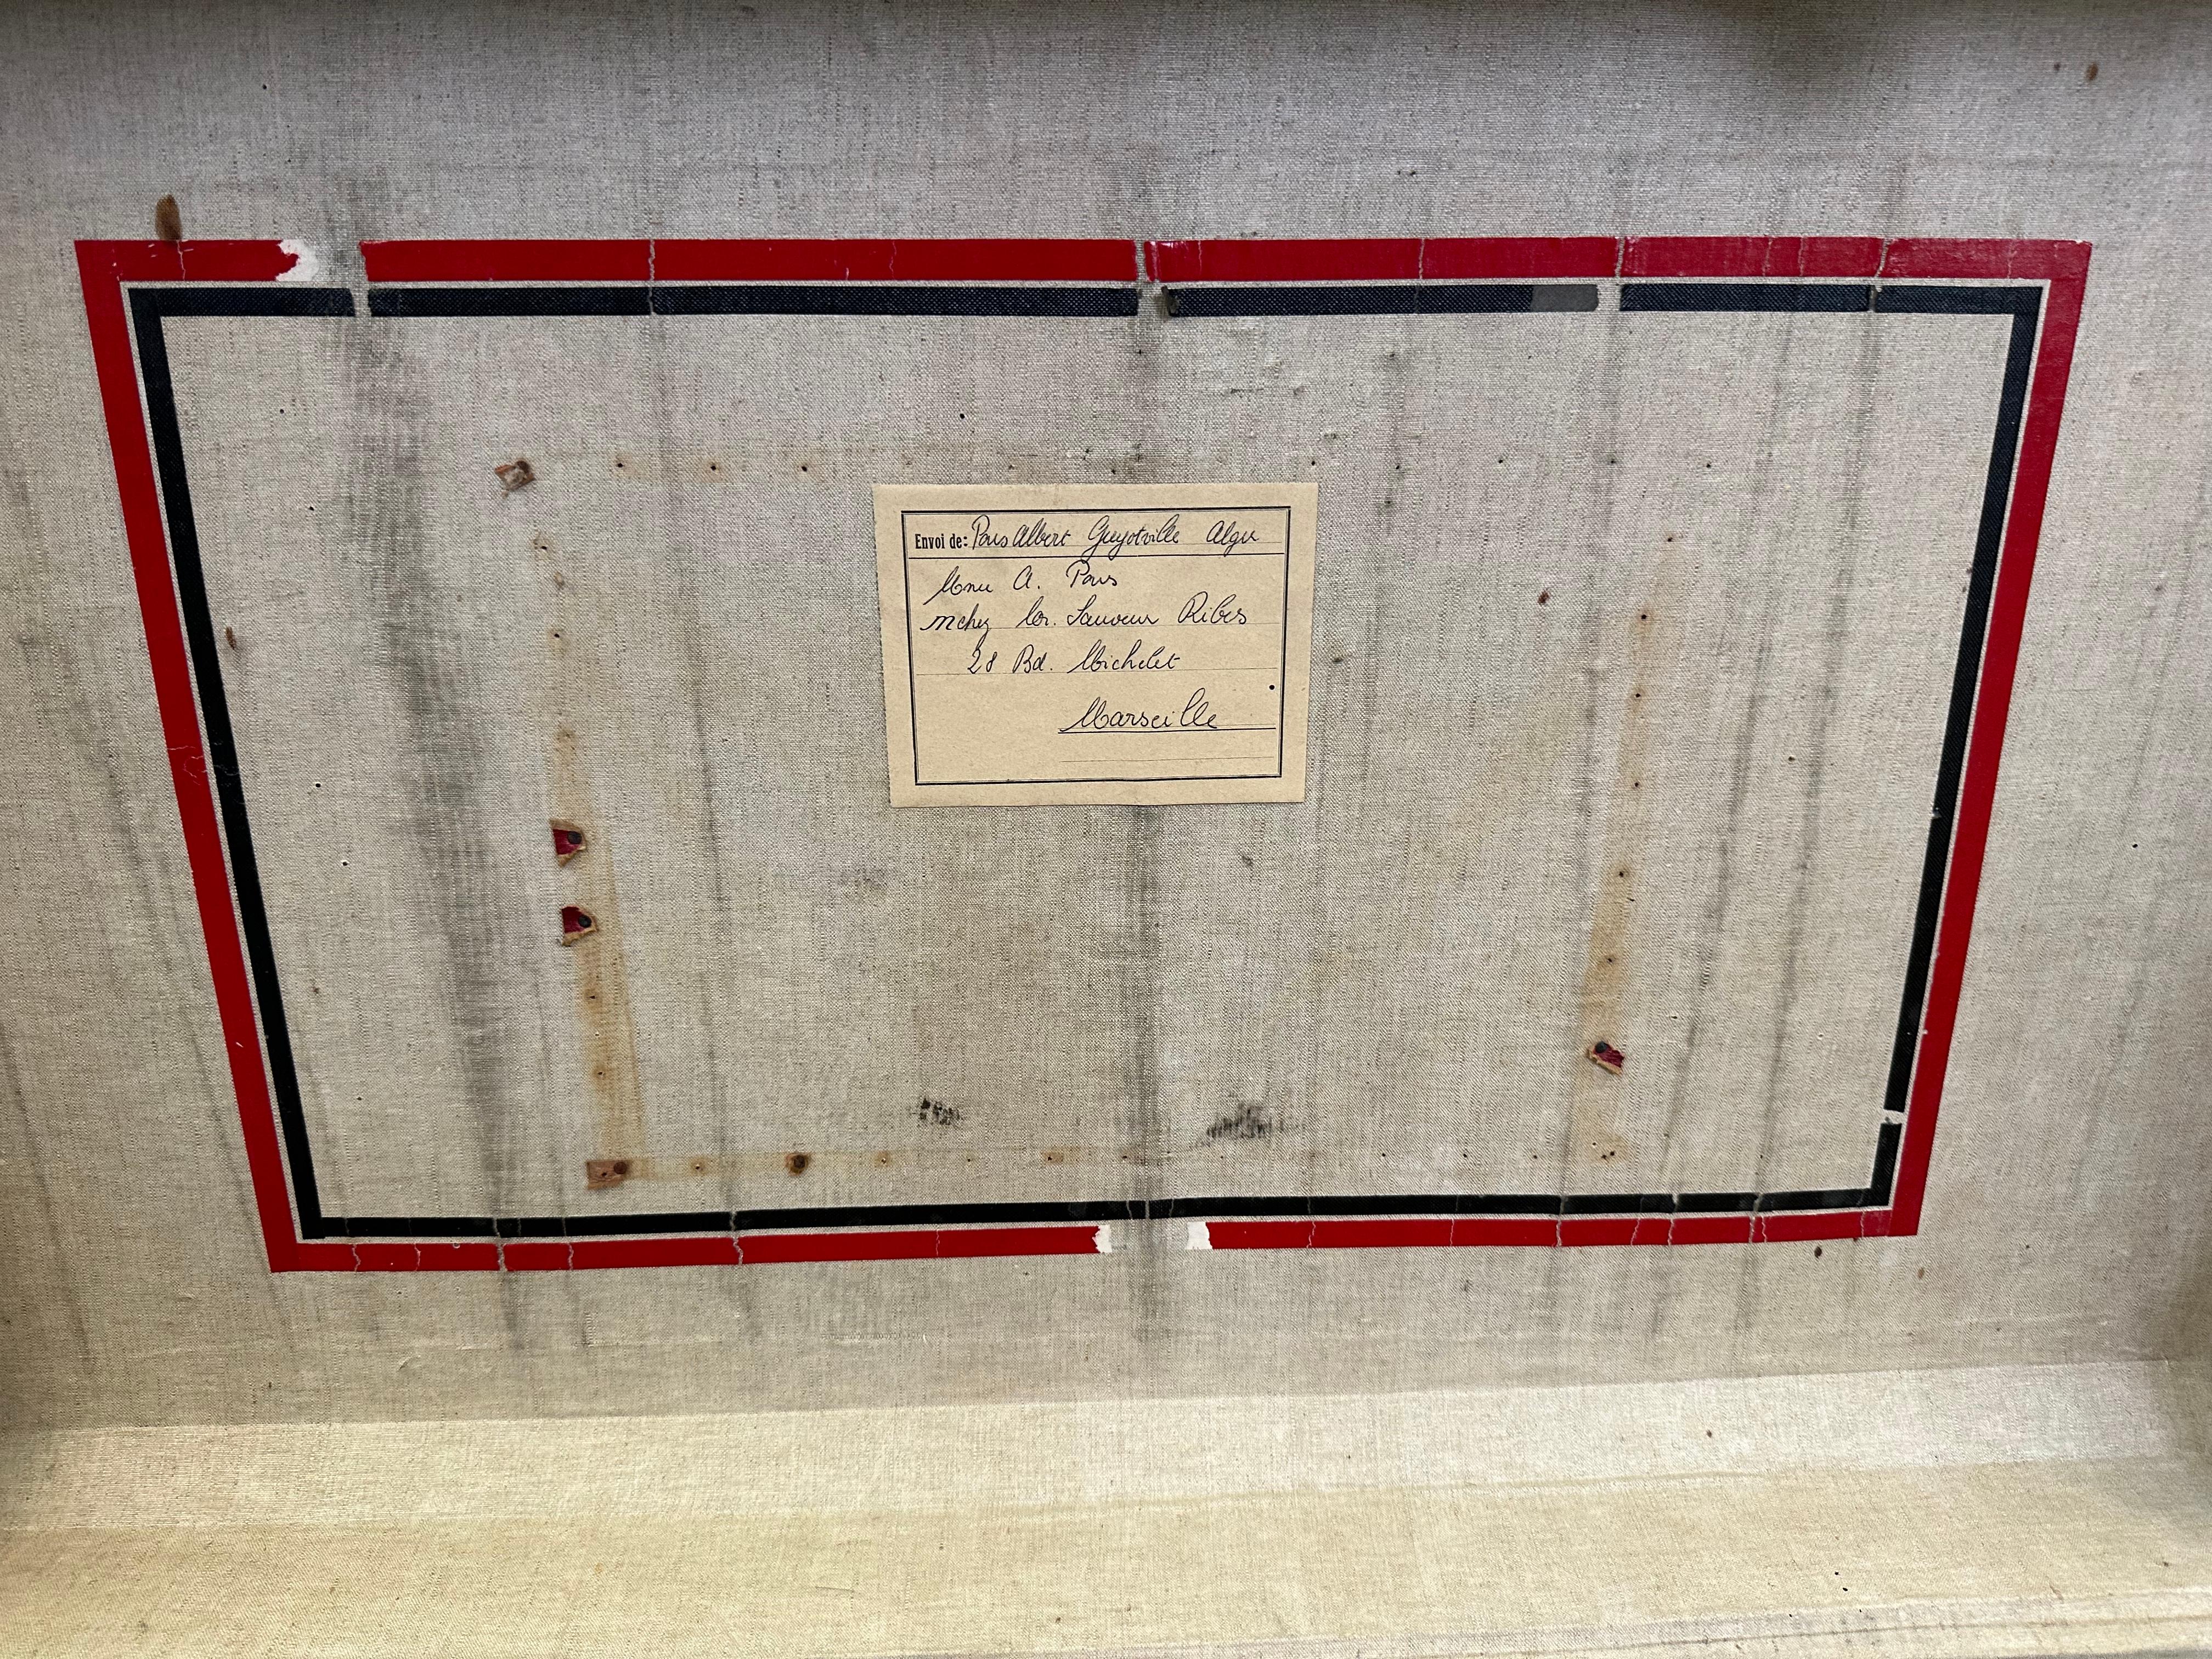 Envoi de: Pons Albert Guyotville Alger
Mme A. Pons
chez Mr. Sauveur Ribes
28 Bd. Michelet
Marseille